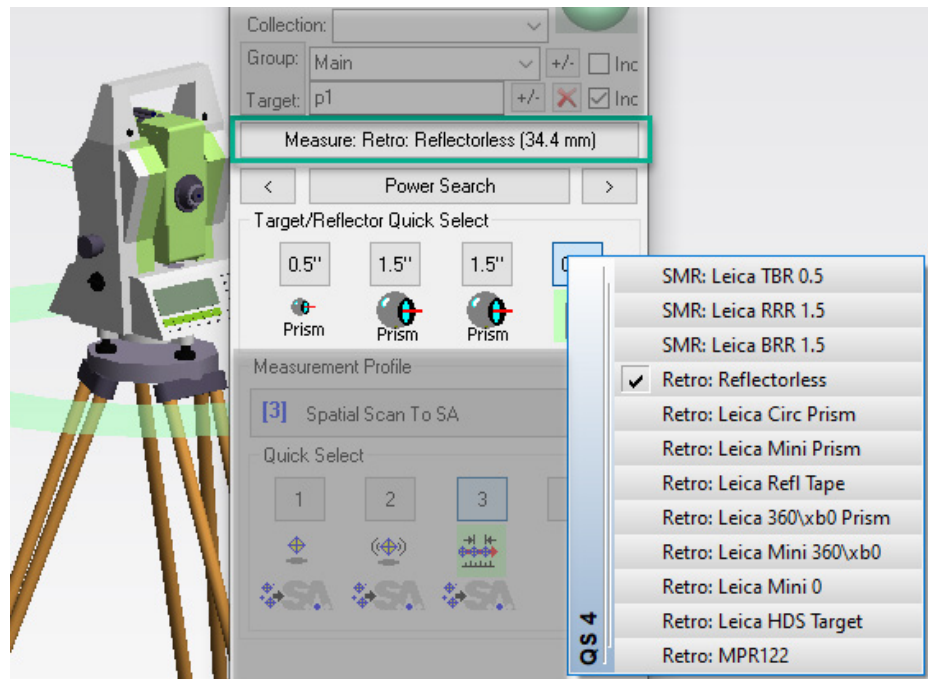 Collection:
Group: Main +/- Inc
Target: p1 +/- Inc
Measure: Retro: Reflectorless (34.4 mm)
< Power Search >
Target/Reflector Quick Select
0.5" 1.5" 1.5" 0
Prism Prism Prism
Measurement Profile
[3] Spatial Scan To SA
Quick Select
1 2 3
SA SA SA
SMR: Leica TBR 0.5
SMR: Leica RRR 1.5
SMR: Leica BRR 1.5
Retro: Reflectorless
Retro: Leica Circ Prism
Retro: Leica Mini Prism
Retro: Leica Refl Tape
Retro: Leica 360\xb0 Prism
Retro: Leica Mini 360\xb0
Retro: Leica Mini 0
Retro: Leica HDS Target
Retro: MPR122
QS 4